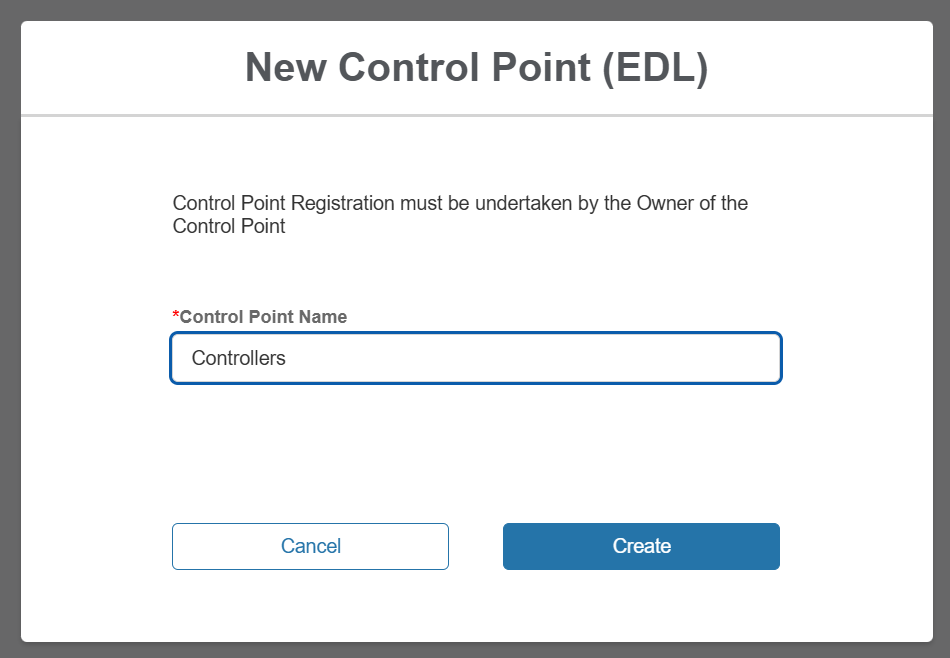 New Control Point (EDL)
Control Point Registration must be undertaken by the Owner of the
Control Point
*Control Point Name
Controllers
Cancel
Create